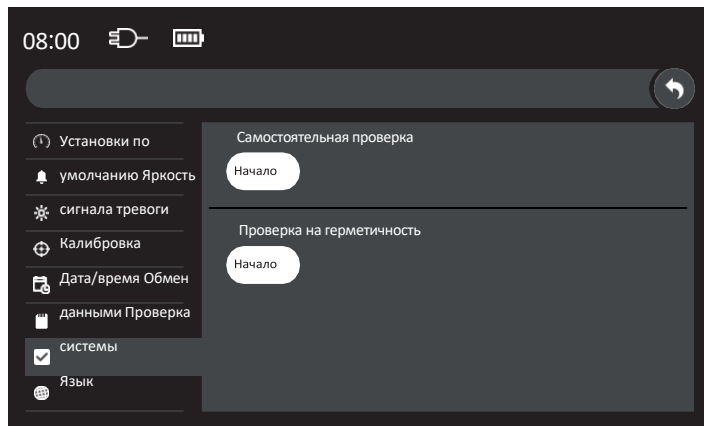 08:00
Установки по
умолчанию Яркость
сигнала тревоги
Калибровка
Дата/время Обмен
данными Проверка
системы
Язык
Самостоятельная проверка
Начало
Проверка на герметичность
Начало